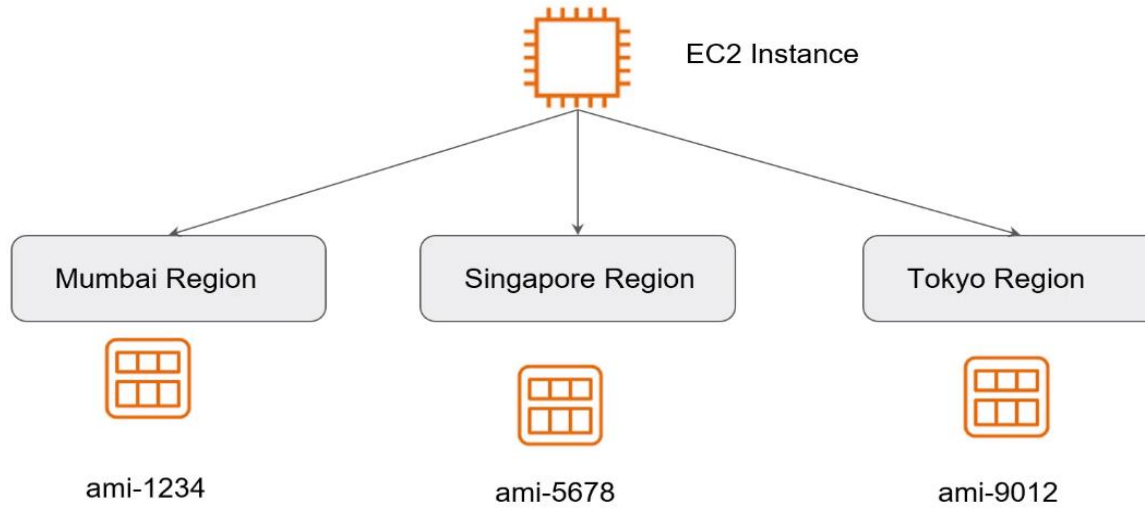 EC2 Instance
Mumbai Region
Singapore Region
Tokyo Region
ami-1234
ami-5678
ami-9012